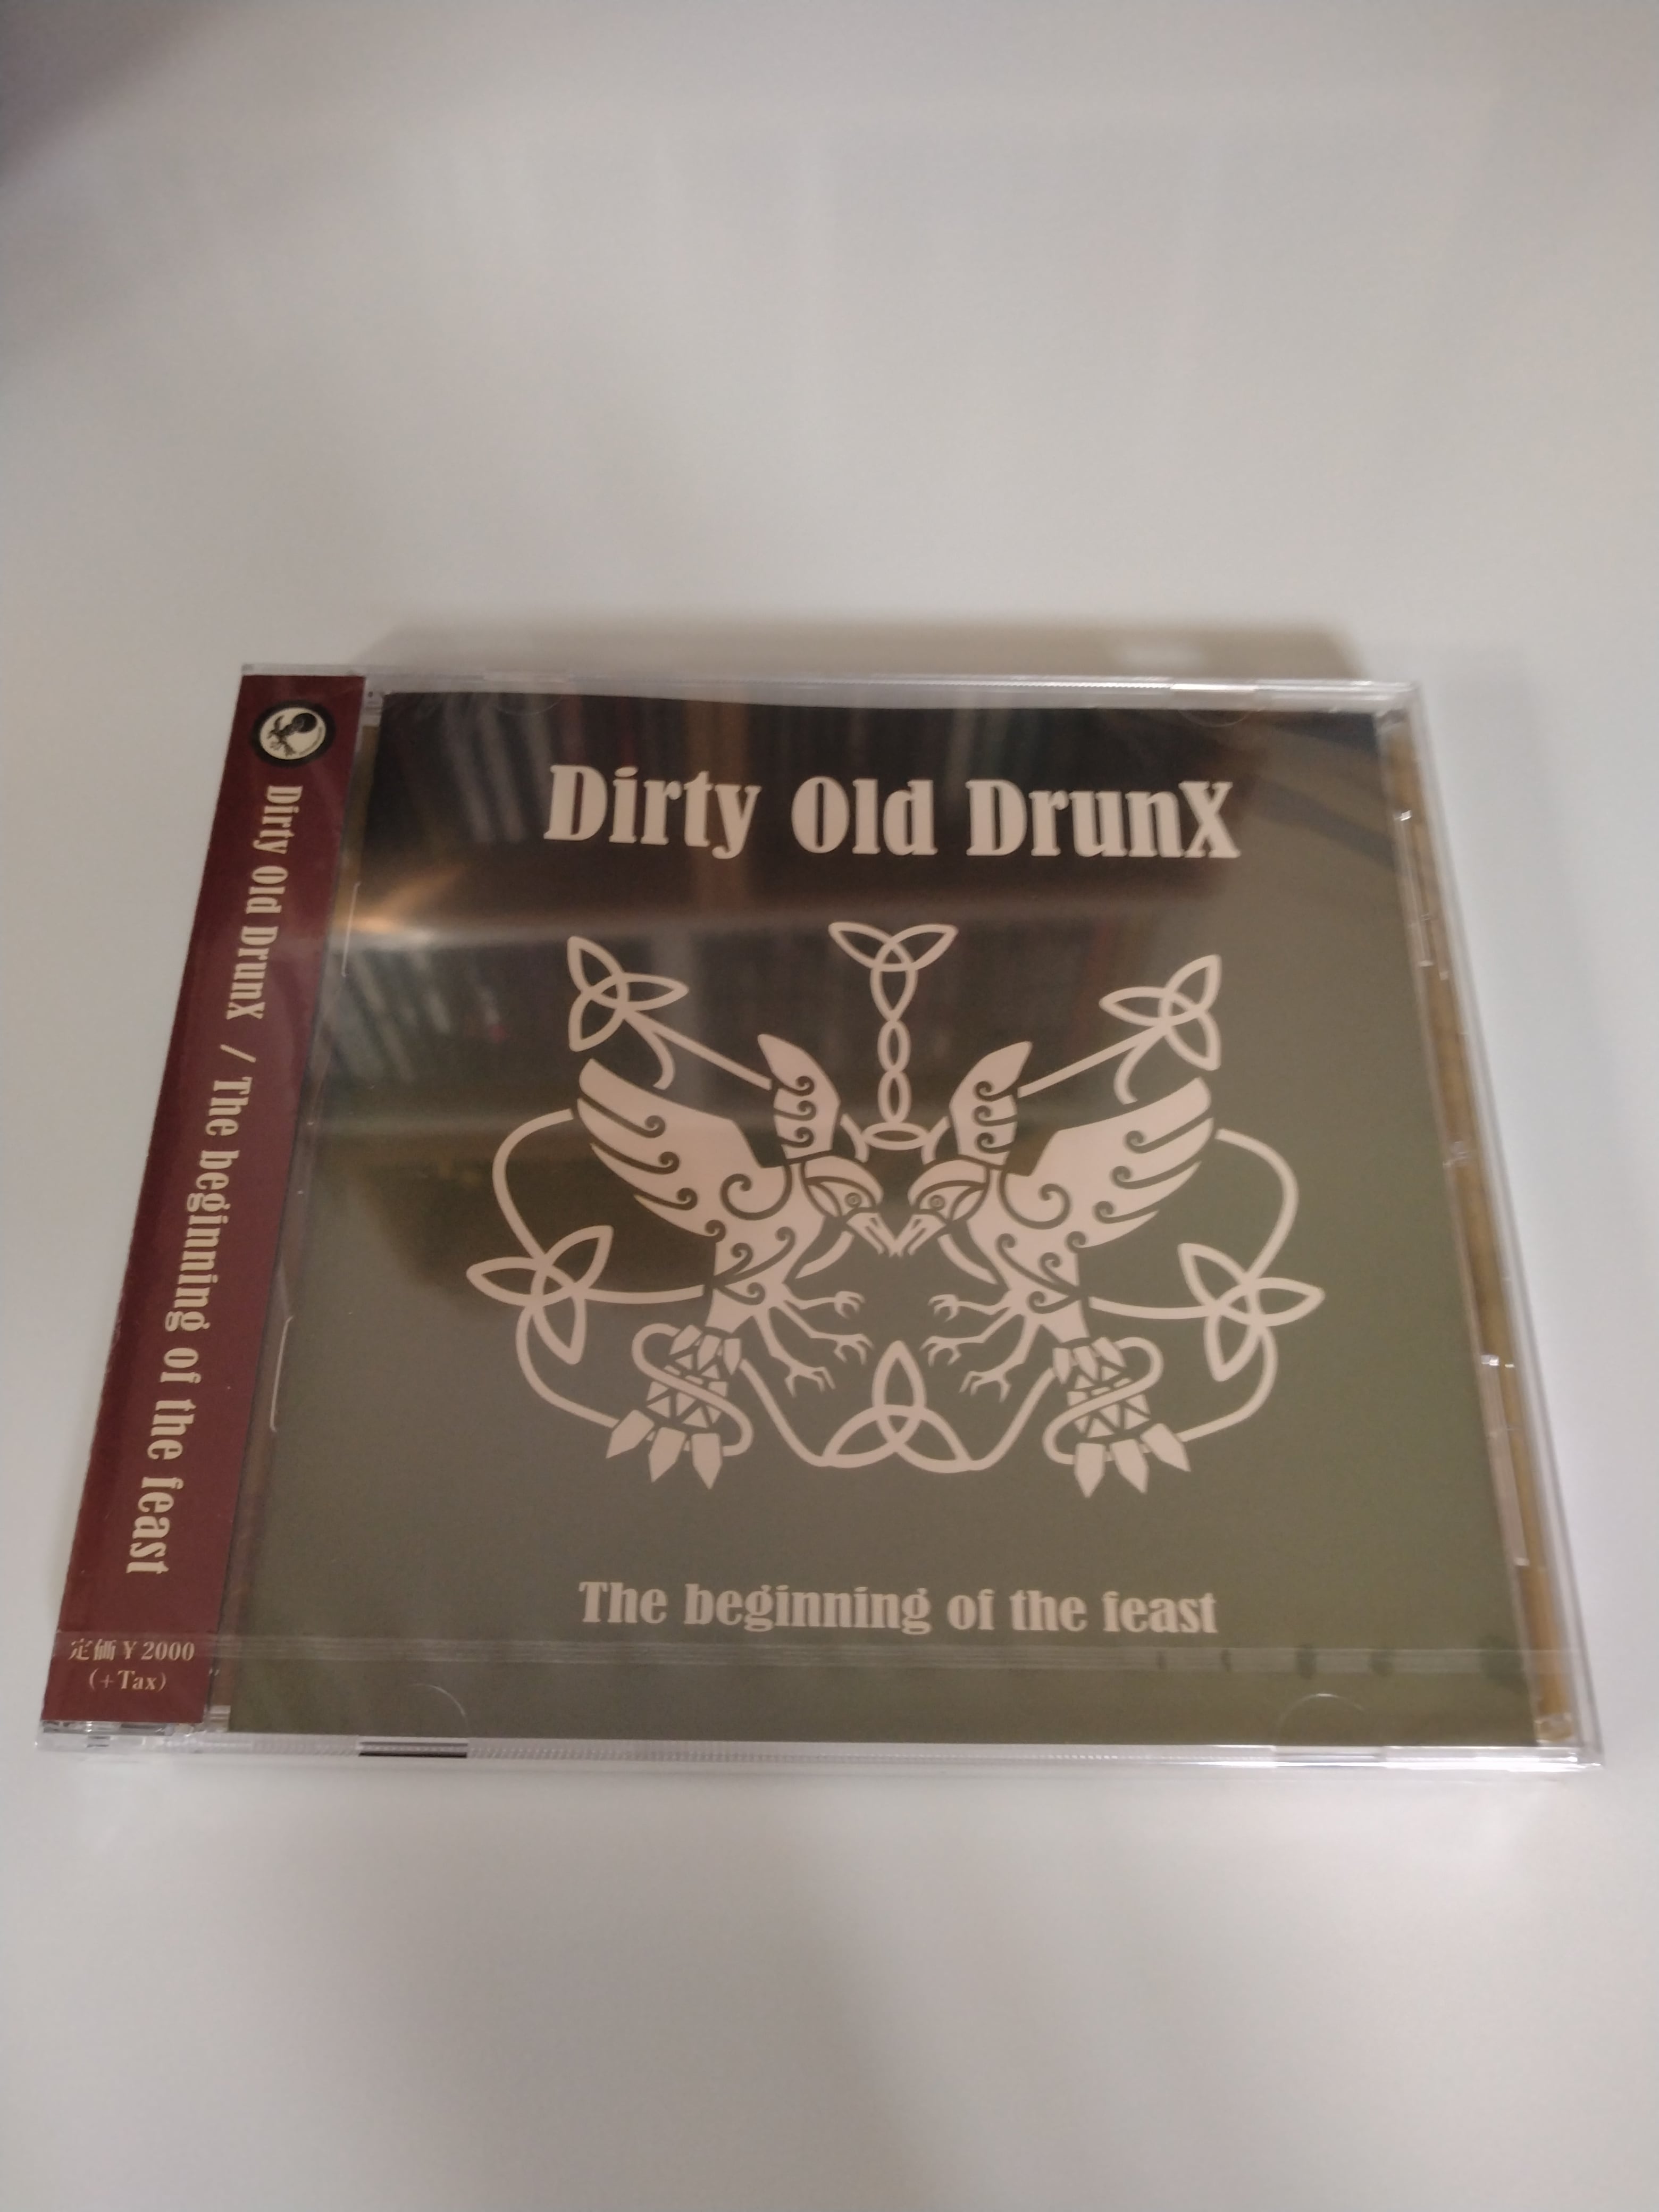 Dirty Old DrunX
The beginning of the feast
Dirty Old DrunX / The beginning of the feast
定価￥2000
(+Tax)